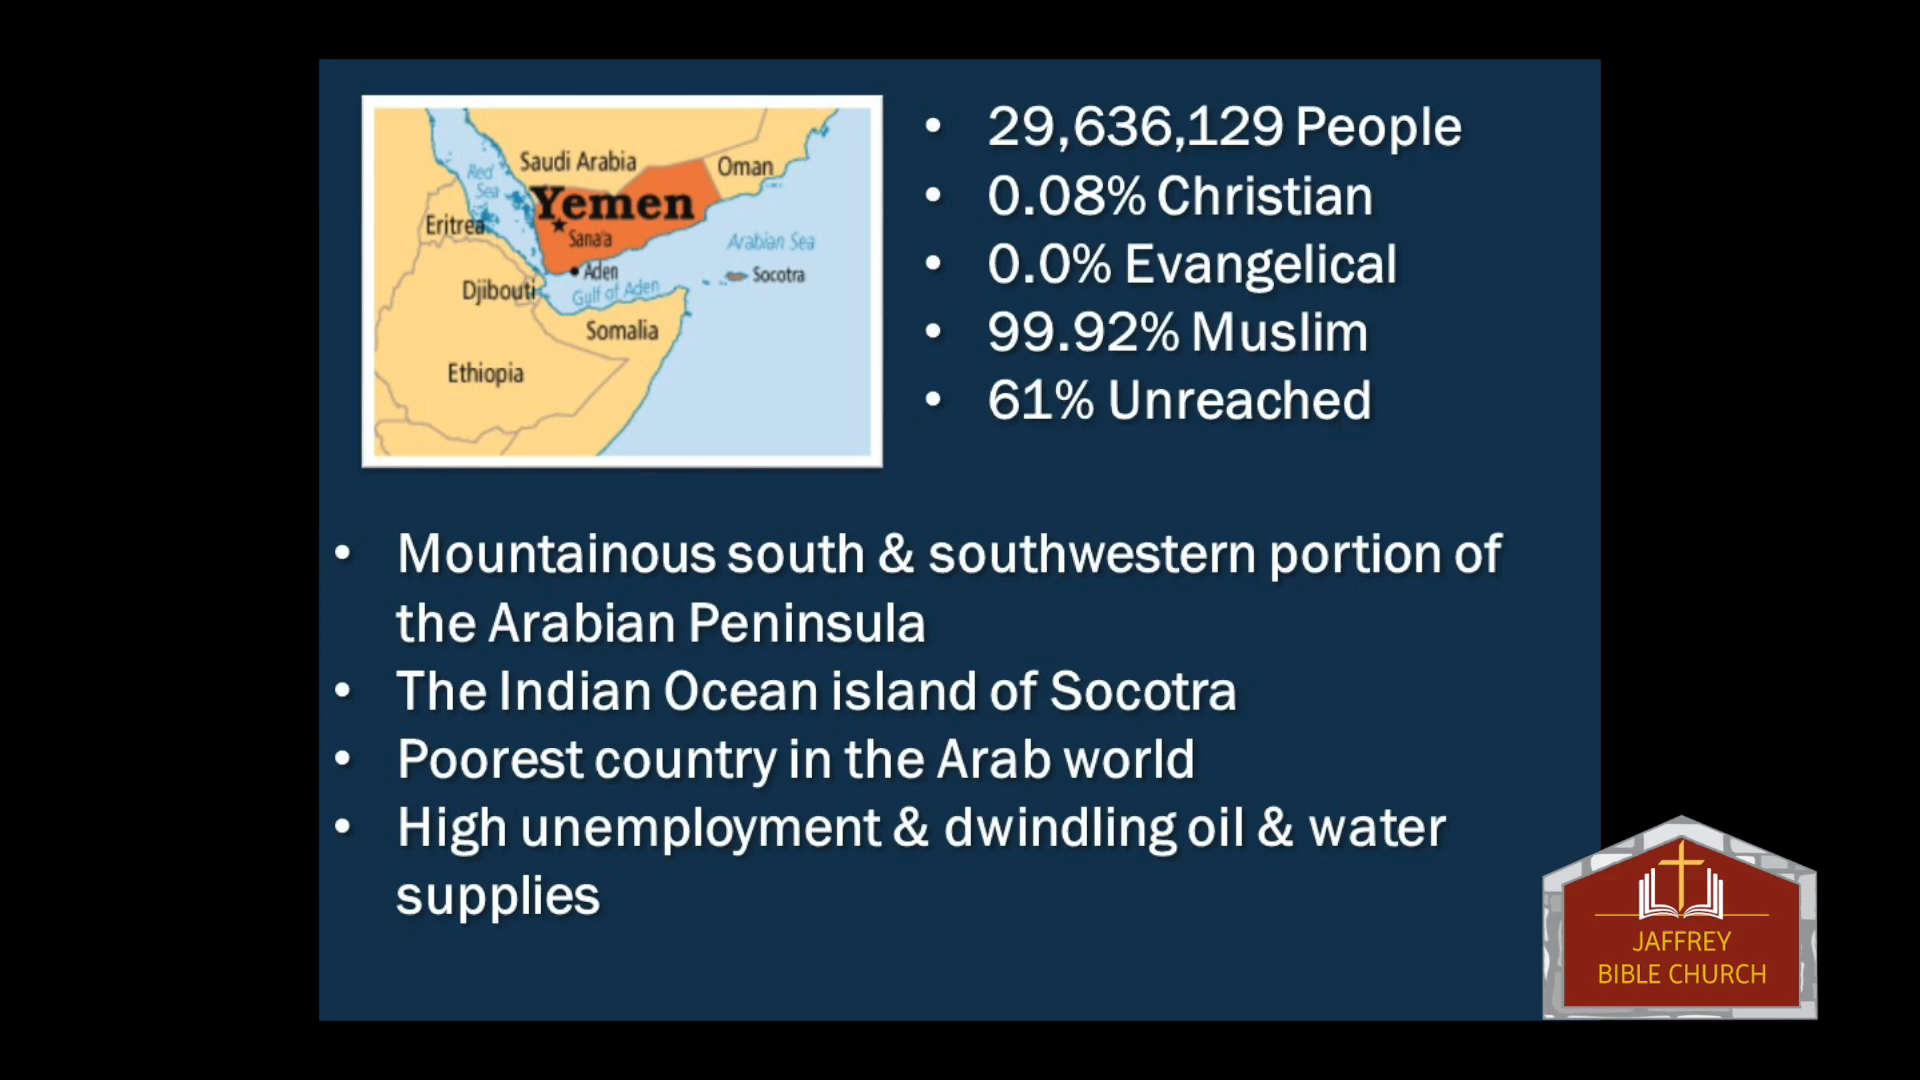 Saudi Arabia
Oman
Red
Sea
Yemen
Eritrea
Sana'a
Arabian Sea
Aden
Socotra
Djibouti
Gulf of Aden
Somalia
Ethiopia
• 29,636,129 People
• 0.08% Christian
• 0.0% Evangelical
• 99.92% Muslim
• 61% Unreached
• Mountainous south & southwestern portion of
the Arabian Peninsula
• The Indian Ocean island of Socotra
• Poorest country in the Arab world
• High unemployment & dwindling oil & water
supplies
JAFFREY
BIBLE CHURCH